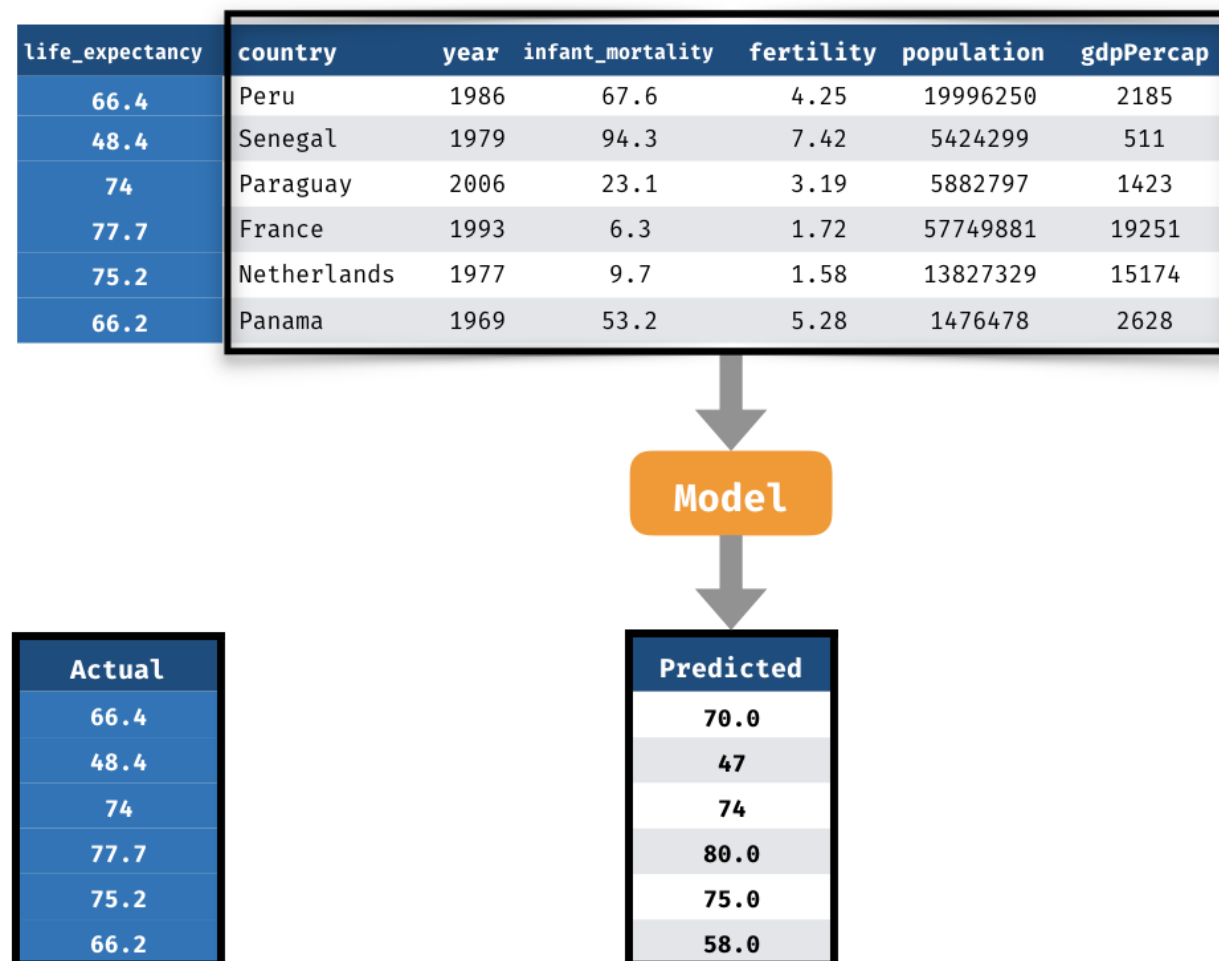 life_expectancy country year infant_mortality fertility population gdpPercap
66.4 Peru 1986 67.6 4.25 19996250 2185
48.4 Senegal 1979 94.3 7.42 5424299 511
74 Paraguay 2006 23.1 3.19 5882797 1423
77.7 France 1993 6.3 1.72 57749881 19251
75.2 Netherlands 1977 9.7 1.58 13827329 15174
66.2 Panama 1969 53.2 5.28 1476478 2628
Model
Actual Predicted
66.4 70.0
48.4 47
74 74
77.7 80.0
75.2 75.0
66.2 58.0